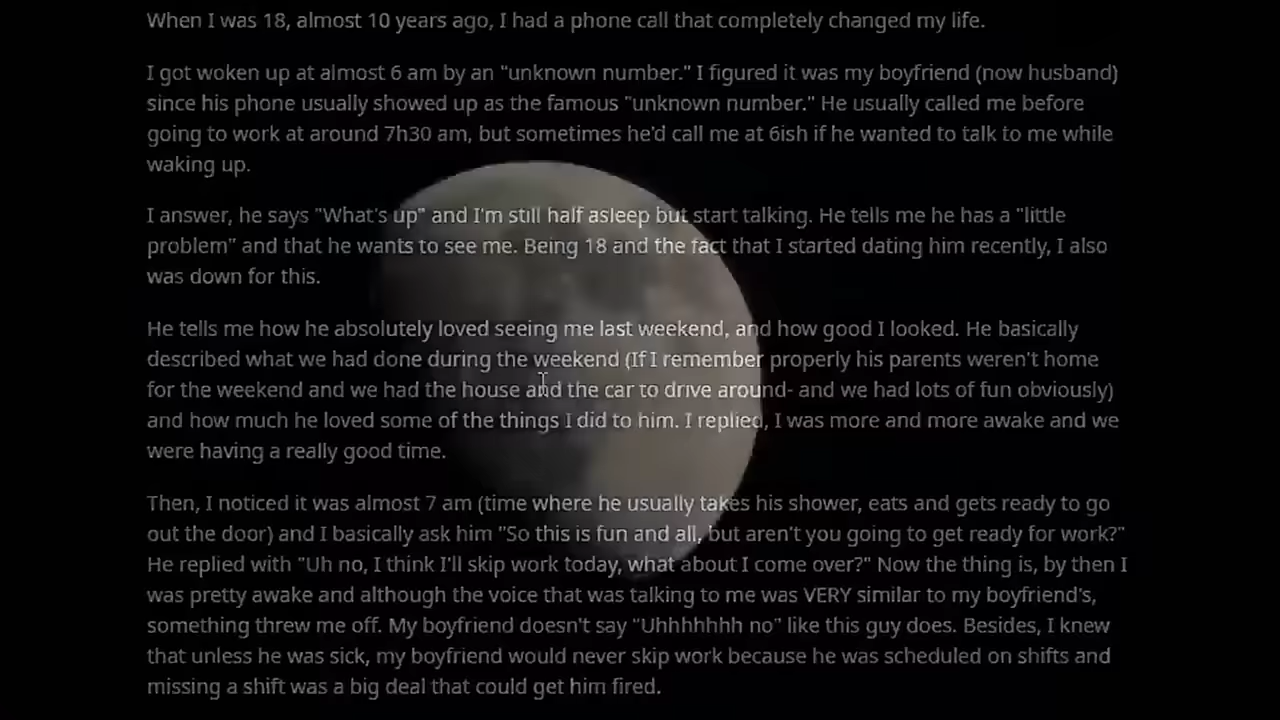 When I was 18, almost 10 years ago, I had a phone call that completely changed my life.
I got woken up at almost 6 am by an "unknown number." I figured it was my boyfriend (now husband)
since his phone usually showed up as the famous "unknown number." He usually called me before
going to work at around 7h30 am, but sometimes he'd call me at 6ish if he wanted to talk to me while
waking up.
I answer, he says "What's up" and I'm still half asleep but start talking. He tells me he has a "little
problem" and that he wants to see me. Being 18 and the fact that I started dating him recently, I also
was down for this.
He tells me how he absolutely loved seeing me last weekend, and how good I looked. He basically
described what we had done during the weekend (If I remember properly his parents weren't home
for the weekend and we had the house and the car to drive around- and we had lots of fun obviously)
and how much he loved some of the things I did to him. I replied, I was more and more awake and we
were having a really good time.
Then, I noticed it was almost 7 am (time where he usually takes his shower, eats and gets ready to go
out the door) and I basically ask him "So this is fun and all, but aren't you going to get ready for work?"
He replied with "Uh no, I think I'll skip work today, what about I come over?" Now the thing is, by then I
was pretty awake and although the voice that was talking to me was VERY similar to my boyfriend's,
something threw me off. My boyfriend doesn't say "Uhhhhhhh no" like this guy does. Besides, I knew
that unless he was sick, my boyfriend would never skip work because he was scheduled on shifts and
missing a shift was a big deal that could get him fired.